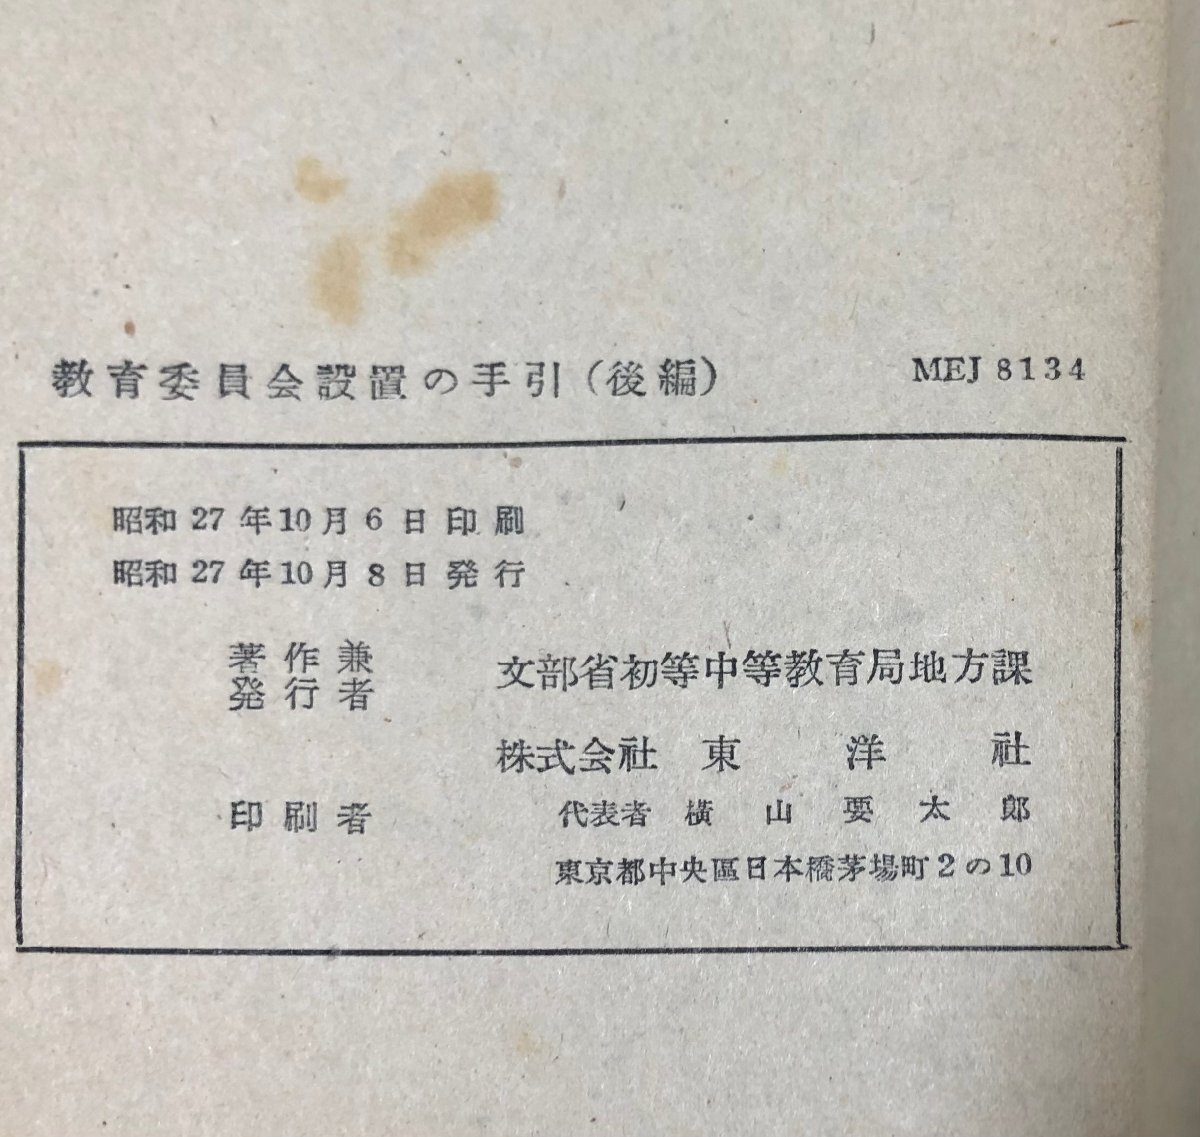 教育委員会設置の手引(後編) MEJ 8134
昭和 27 年 10 月 6 日 印 刷
昭和 27 年 10 月 8 日 発 行
著 作 兼
発 行 者
文部省初等中等教育局地方課
株式会社 東 洋 社
印 刷 者
代表者 橫 山 要 太 郎
東京都中央區日本橋茅場町 2 の 10